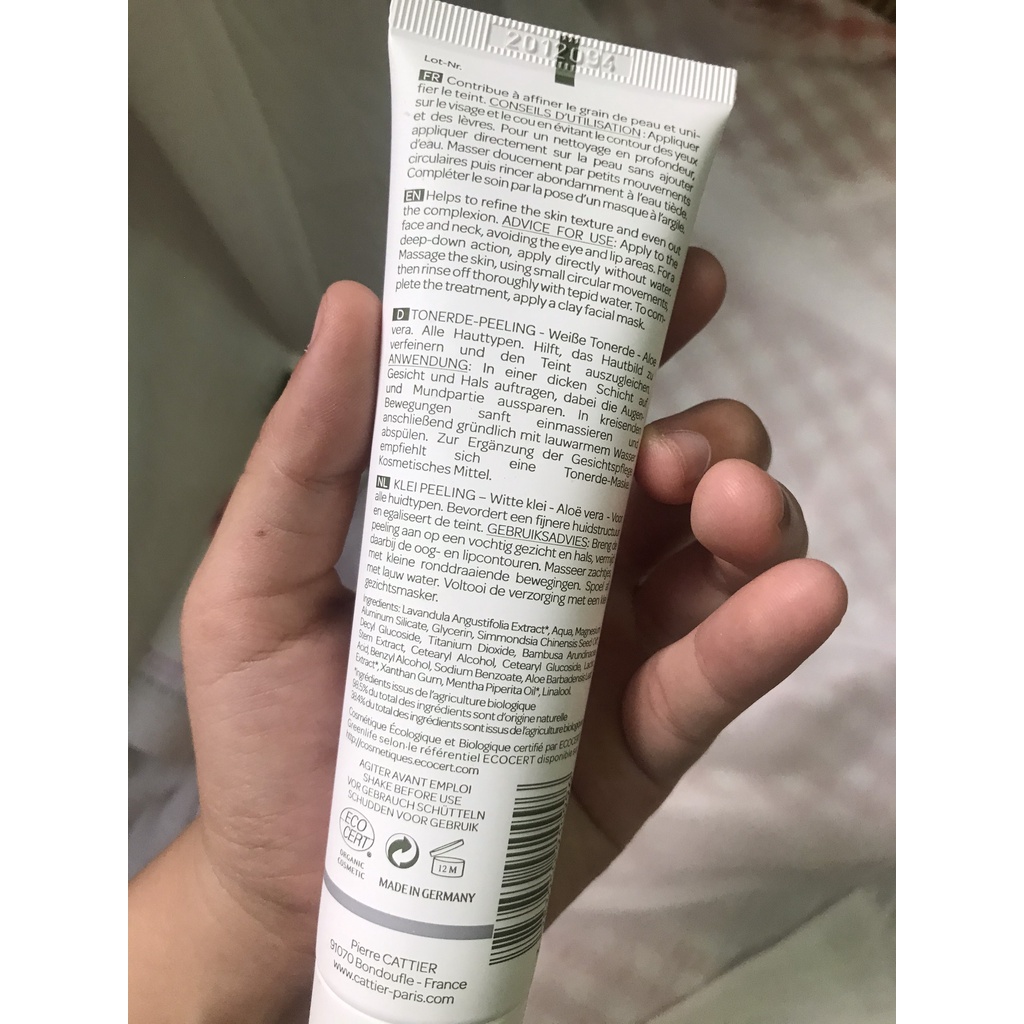 2012094
Lot-Nr.
FR Contribue à affiner le grain de peau et uni-
fier le teint. CONSEILS D'UTILISATION : Appliquer
sur le visage et le cou en évitant le contour des yeux
et des lèvres. Pour un nettoyage en profondeur,
appliquer directement sur la peau sans ajouter
d'eau. Masser doucement par petits mouvements
circulaires puis rincer abondamment à l'eau tiède.
Compléter le soin par la pose d'un masque à l'argile.
EN Helps to refine the skin texture and even out
the complexion. ADVICE FOR USE: Apply to the
face and neck, avoiding the eye and lip areas. For a
deep-down action, apply directly without water.
Massage the skin, using small circular movements,
then rinse off thoroughly with tepid water. To com-
plete the treatment, apply a clay facial mask.
D TONERDE-PEELING - Weiße Tonerde - Aloe
vera. Alle Hauttypen. Hilft, das Hautbild zu
verfeinern und den Teint auszugleichen.
ANWENDUNG: In einer dicken Schicht auf
Gesicht und Hals auftragen, dabei die Augen-
und Mundpartie aussparen. In kreisenden
Bewegungen sanft einmassieren und
anschließend gründlich mit lauwarmem Wasser
abspülen. Zur Ergänzung der Gesichtspflege
empfiehlt sich eine Tonerde-Maske.
Kosmetisches Mittel.
NL KLEI PEELING – Witte klei - Aloë vera -
alle huidtypen. Bevordert een fijnere huidstructuur
en egaliseert de teint. GEBRUIKSADVIES: Breng de
peeling aan op een vochtig gezicht en hals, vermijd
daarbij de oog- en lipcontouren. Masseer zachtjes
met kleine ronddraaiende bewegingen. Spoel
met lauw water. Voltooi de verzorging met een
gezichtsmasker.
Ingredients: Lavandula Angustifolia Extract*, Aqua, Magnesium
Aluminum Silicate, Glycerin, Simmondsia Chinensis Seed
Decyl Glucoside, Titanium Dioxide, Bambusa Arundinacea
Stem Extract, Cetearyl Alcohol, Cetearyl Glucoside,
Acid, Benzyl Alcohol, Sodium Benzoate, Aloe Barbadensis
Extract*, Xanthan Gum, Mentha Piperita Oil*, Linalool.
*Ingrédients issus de l'agriculture biologique
98.5% du total des ingrédients sont d'origine naturelle
du total des ingrédients sont issus de l'agriculture biologique
Cosmétique Écologique et Biologique certifié par ECOCERT
Greenlife selon le référentiel ECOCERT disponible
http://cosmetiques.ecocert.com
AGITER AVANT EMPLOI
SHAKE BEFORE USE
VOR GEBRAUCH SCHÜTTELN
SCHUDDEN VOOR GEBRUIK
ECO
CERT
ORGANIC
COSMETIC
12 M
MADE IN GERMANY
Pierre CATTIER
91070 Bondoufle - France
www.cattier-paris.com